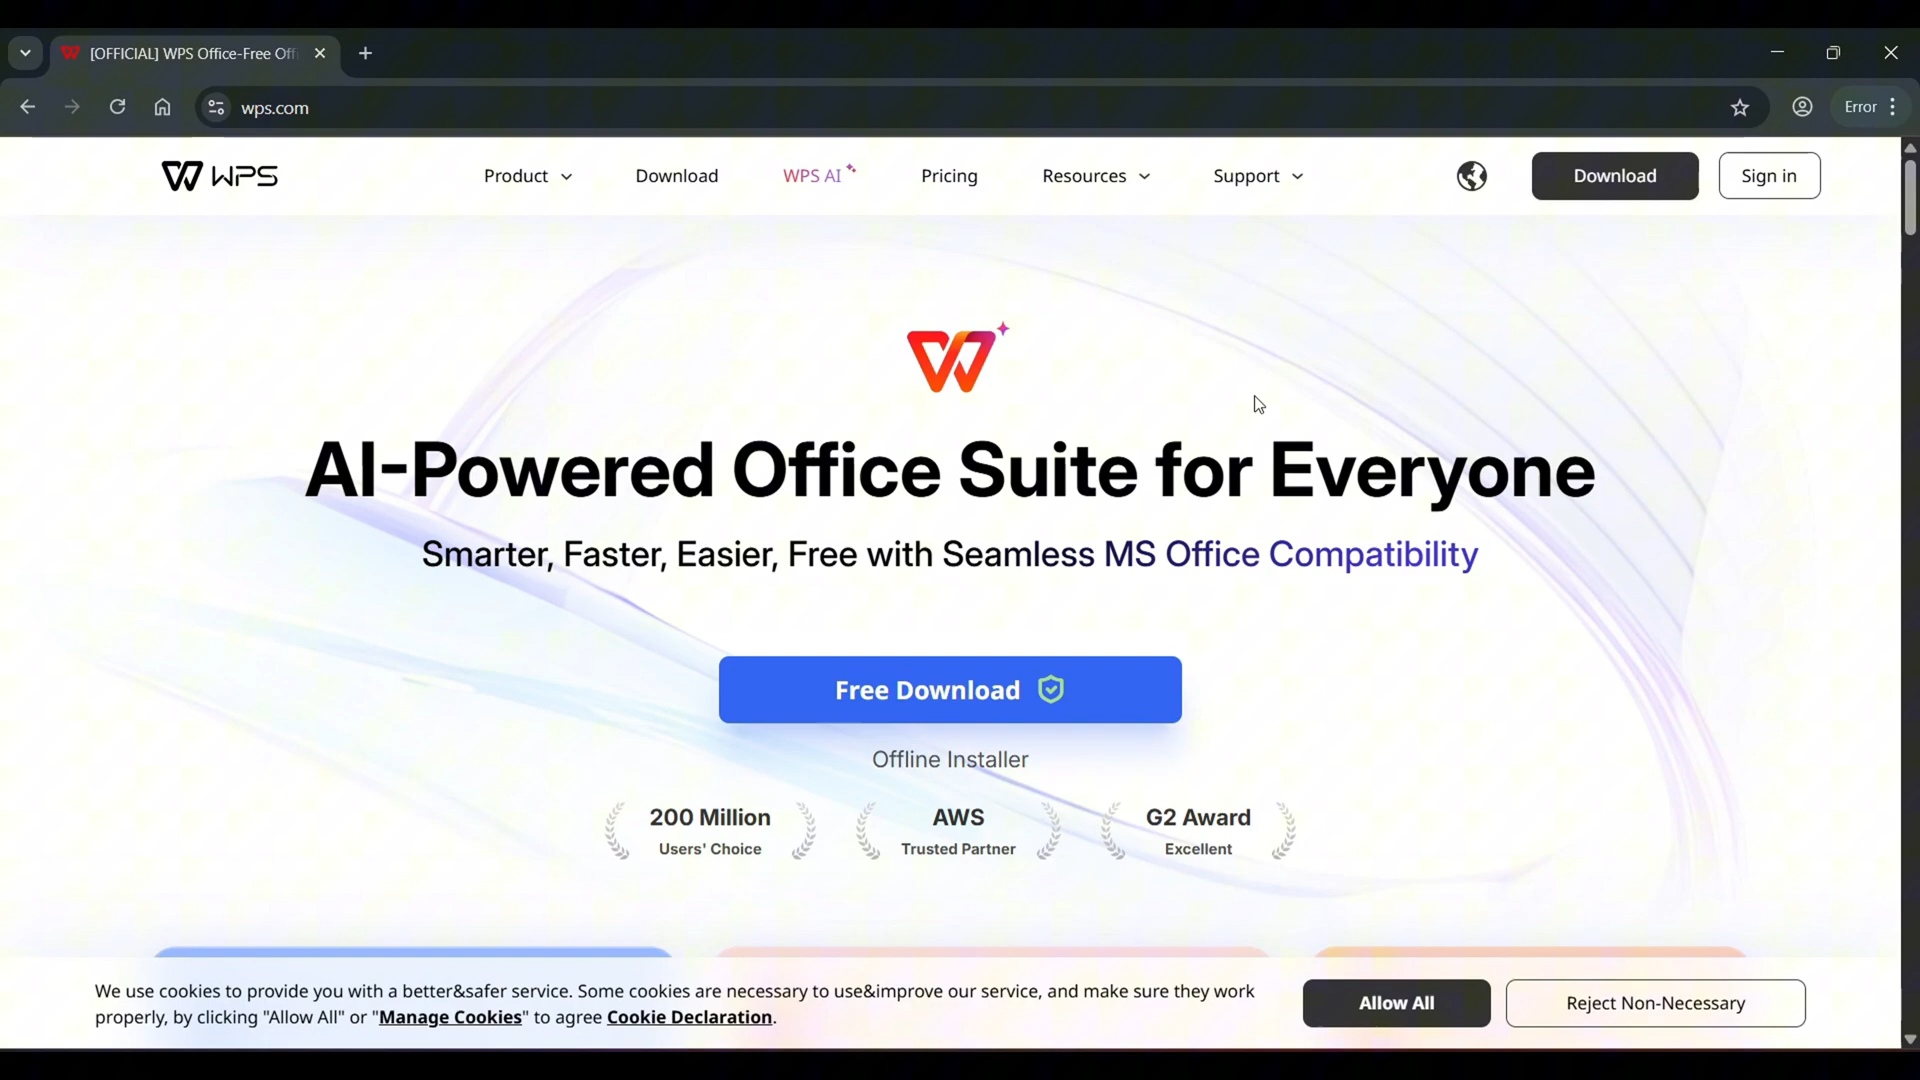 [OFFICIAL] WPS Office-Free Off
wps.com
Error
WPS
Product
Download
WPS AI
Pricing
Resources
Support
Download
Sign in
AI-Powered Office Suite for Everyone
Smarter, Faster, Easier, Free with Seamless MS Office Compatibility
Free Download
Offline Installer
200 Million
Users' Choice
AWS
Trusted Partner
G2 Award
Excellent
We use cookies to provide you with a better&safer service. Some cookies are necessary to use&improve our service, and make sure they work
properly, by clicking "Allow All" or "Manage Cookies" to agree Cookie Declaration.
Allow All
Reject Non-Necessary